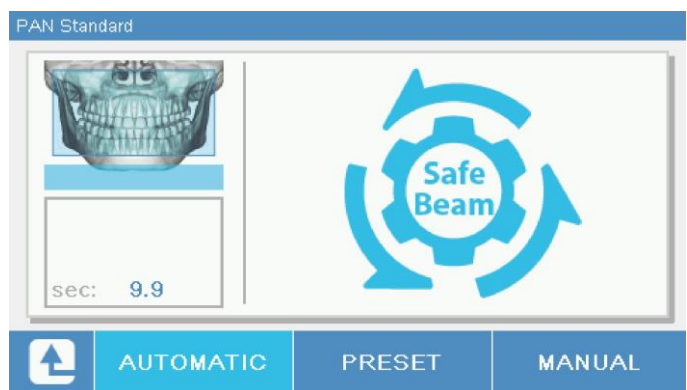 PAN Standard
Safe
Beam
sec: 9.9
AUTOMATIC PRESET MANUAL